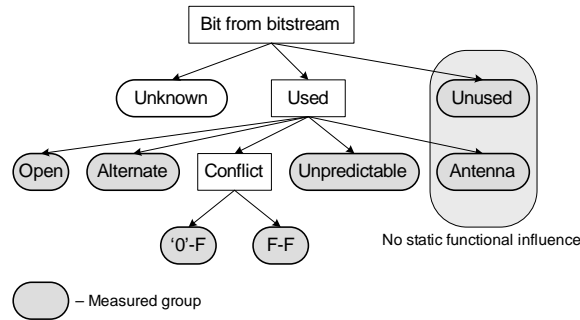 Bit from bitstream
Unknown
Used
Unused
Open
Alternate
Conflict
Unpredictable
Antenna
‘0’-F
F-F
No static functional influence
– Measured group